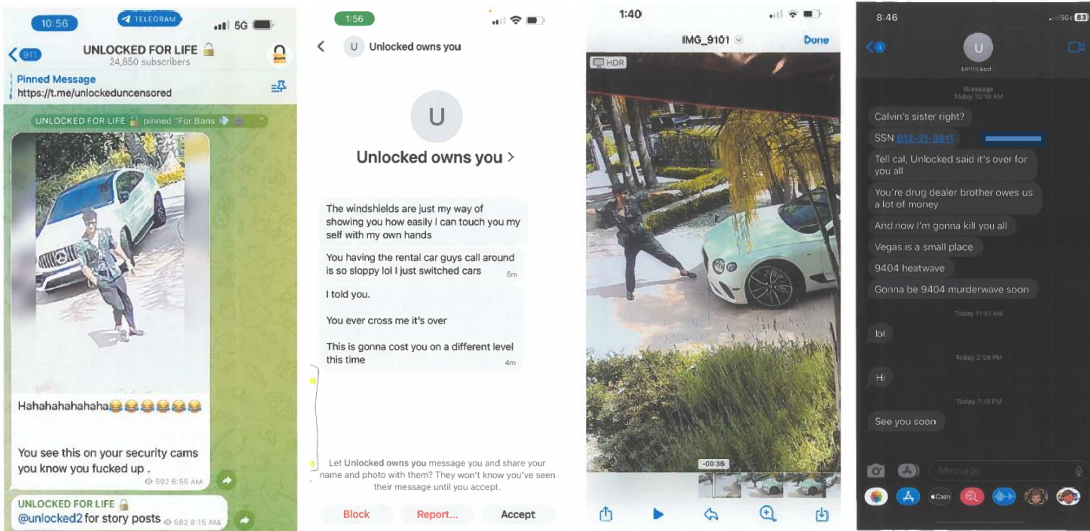 10:56
TELEGRAM
5G
911
UNLOCKED FOR LIFE
24,650 subscribers
Pinned Message
https://t.me/unlockeduncensored
UNLOCKED FOR LIFE 🔒 pinned "For Bans
Hahahahahahaha😂😂😂😂😂😂
You see this on your security cams
you know you fucked up .
592 6:55 AM
UNLOCKED FOR LIFE
@unlocked2 for story posts 582 8:15 AM
1:56
U Unlocked owns you
U
Unlocked owns you >
The windshields are just my way of
showing you how easily I can touch you my
self with my own hands
You having the rental car guys call around
is so sloppy lol I just switched cars
5m
I told you.
You ever cross me it's over
This is gonna cost you on a different level
this time
4m
Let Unlocked owns you message you and share your
name and photo with them? They won't know you've seen
their message until you accept.
Block Report... Accept
1:40
IMG_9101
Done
HDR
-00:36
8:46
U
Unlocked
iMessage
Today 10:18 AM
Calvin's sister right?
SSN [number redacted]
Tell cal, Unlocked said it's over for
you all
You're drug dealer brother owes us
a lot of money
And now I'm gonna kill you all
Vegas is a small place
9404 heatwave
Gonna be 9404 murderwave soon
Today 11:51 AM
lol
Today 2:59 PM
Hi
Today 7:19 PM
See you soon
iMessage
Cash